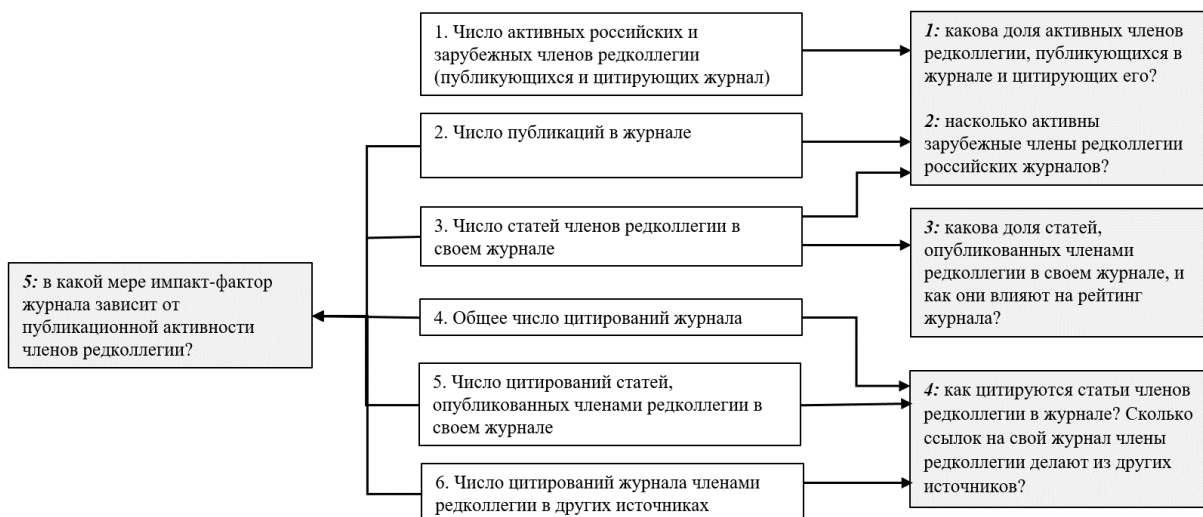 5: в какой мере импакт-фактор
журнала зависит от
публикационной активности
членов редколлегии?
1. Число активных российских и
зарубежных членов редколлегии
(публикующихся и цитирующих журнал)
2. Число публикаций в журнале
3. Число статей членов редколлегии в
своем журнале
4. Общее число цитирований журнала
5. Число цитирований статей,
опубликованных членами редколлегии в
своем журнале
6. Число цитирований журнала членами
редколлегии в других источниках
1: какова доля активных членов
редколлегии, публикующихся в
журнале и цитирующих его?
2: насколько активны
зарубежные члены редколлегии
российских журналов?
3: какова доля статей,
опубликованных членами
редколлегии в своем журнале, и
как они влияют на рейтинг
журнала?
4: как цитируются статьи членов
редколлегии в журнале? Сколько
ссылок на свой журнал члены
редколлегии делают из других
источников?